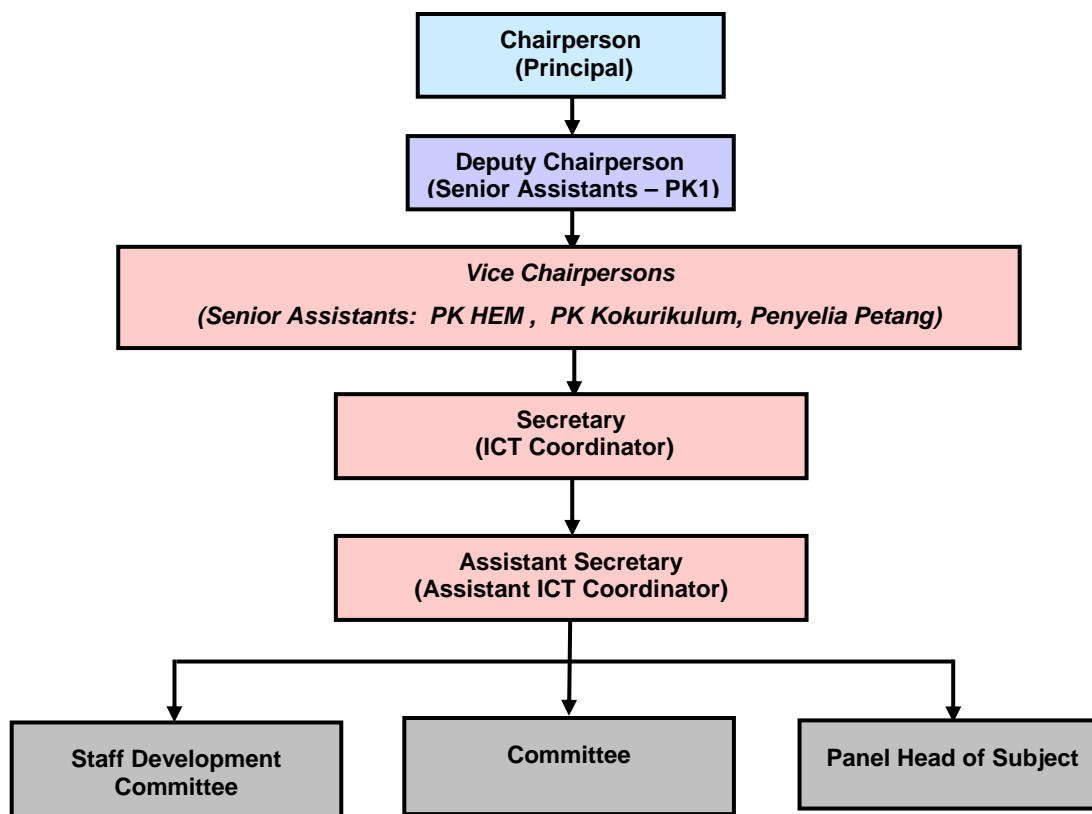 Chairperson
(Principal)
Deputy Chairperson
(Senior Assistants – PK1)
Vice Chairpersons
(Senior Assistants: PK HEM , PK Kokurikulum, Penyelia Petang)
Secretary
(ICT Coordinator)
Assistant Secretary
(Assistant ICT Coordinator)
Staff Development
Committee
Committee
Panel Head of Subject